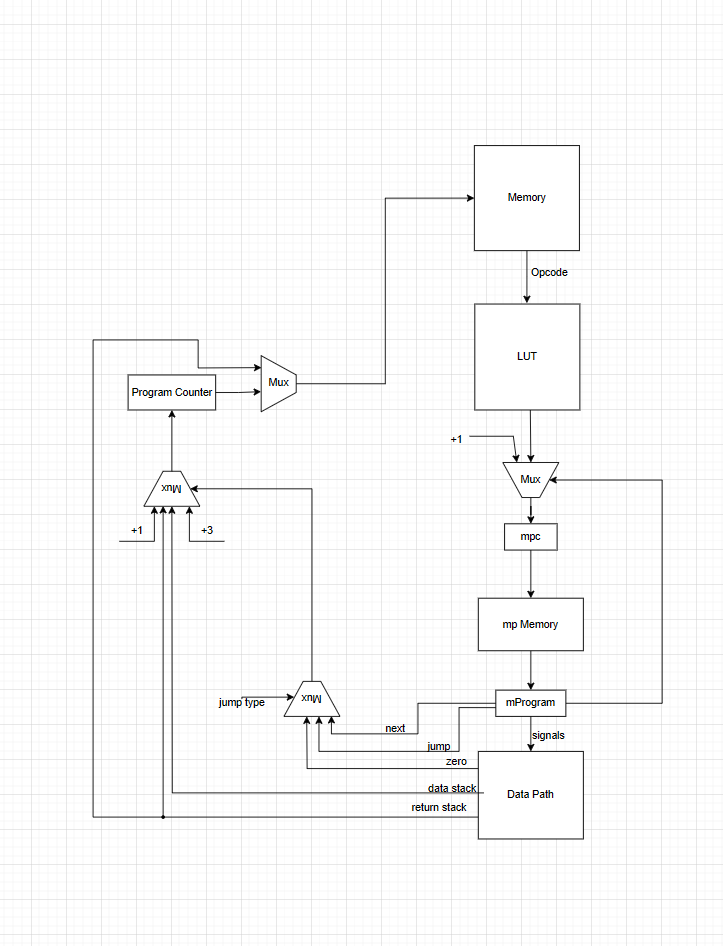 Memory
Opcode
LUT
Mux
Program Counter
+1
Mux
Mux
mpc
+1
+3
mp Memory
Mux
jump type
mProgram
next
signals
jump
zero
data stack
Data Path
return stack